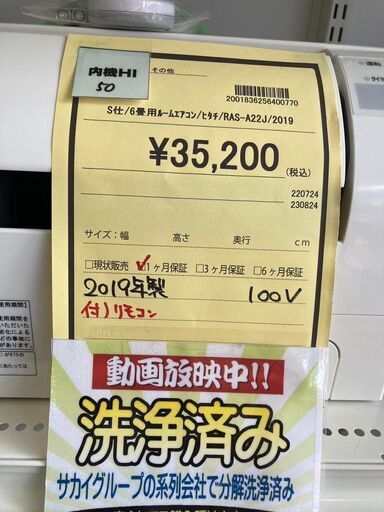 内機HI
50
その他
2001836256400770
S仕/6畳用ルームエアコン/ヒタチ/RAS-A22J/2019
¥35,200
(税込)
220724
230824
サイズ:幅 高さ 奥行 cm
□現状販売 ✓1ヶ月保証 □3ヶ月保証 □6ヶ月保証
2019年製 100V
付)リモコン
動画放映中!!
洗浄済み
サカイグループの系列会社で分解洗浄済み
運転
タイマ